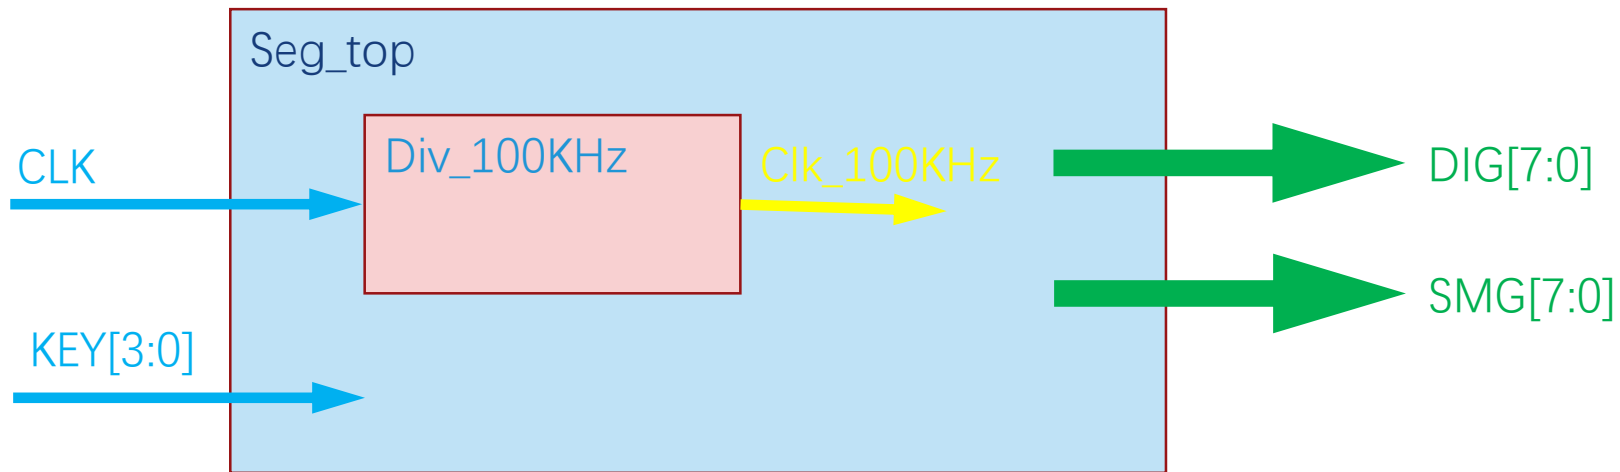 Seg_top
CLK
Div_100KHz
Clk_100KHz
DIG[7:0]
KEY[3:0]
SMG[7:0]